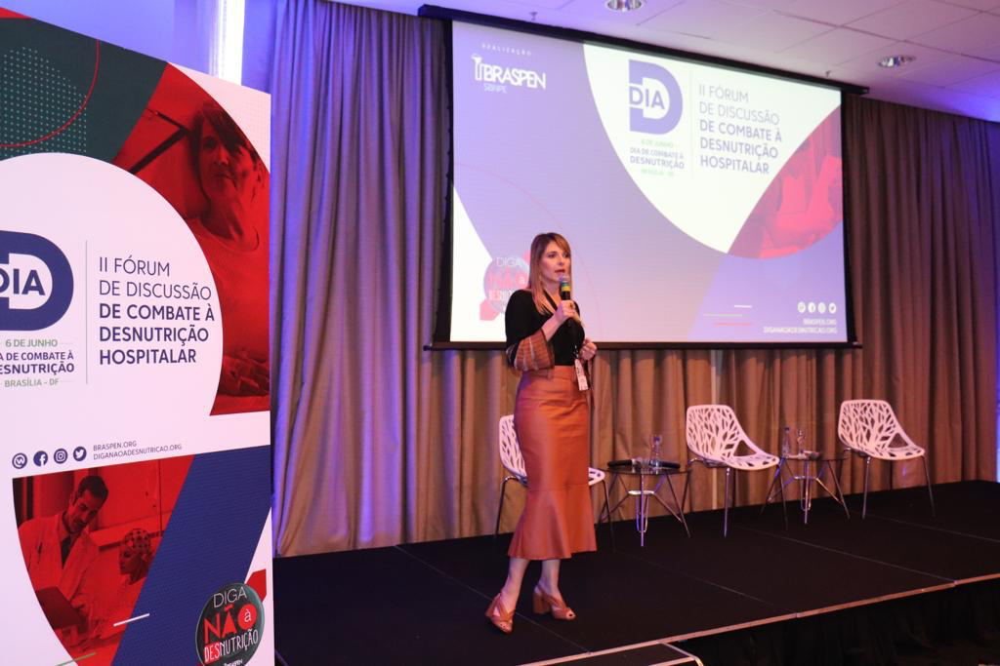 DIA
II FÓRUM
DE DISCUSSÃO
DE COMBATE À
DESNUTRIÇÃO
HOSPITALAR
6 DE JUNHO
A DE COMBATE À
ESNUTRIÇÃO
BRASÍLIA - DF
BRASPEN.ORG
DIGANAOADESNUTRICAO.ORG
DIGA
NÃO à
DESNUTRIÇÃO
BRASPEN
REALIZAÇÃO
BRASPEN
SBNPE
DIA
6 DE JUNHO
DIA DE COMBATE À
DESNUTRIÇÃO
BRASÍLIA - DF
II FÓRUM
DE DISCUSSÃO
DE COMBATE À
DESNUTRIÇÃO
HOSPITALAR
DIGA
NÃO
BRASPEN.ORG
DIGANAOADESNUTRICAO.ORG